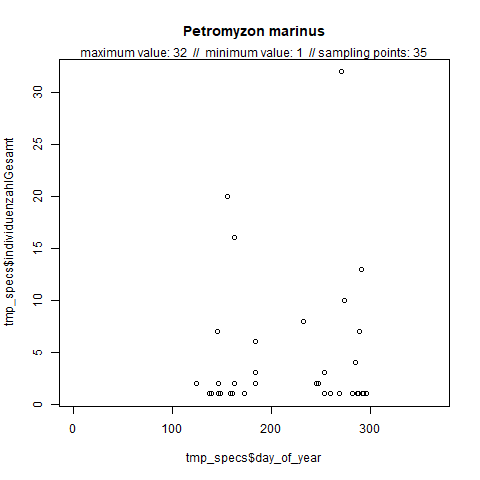 Petromyzon marinus
maximum value: 32 // minimum value: 1 // sampling points: 35
tmp_specs$individuenzahlGesamt
30
25
20
15
10
5
0
0 100 200 300
tmp_specs$day_of_year